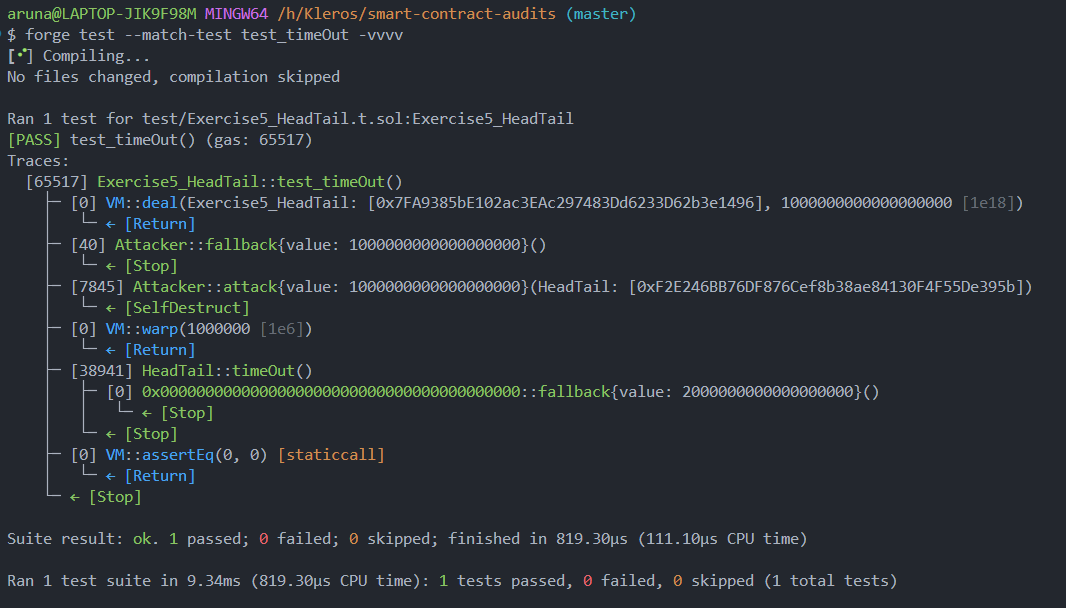 aruna@LAPTOP-JIK9F98M MINGW64 /h/Kleros/smart-contract-audits (master)
$ forge test --match-test test_timeOut -vvvv
[⠊] Compiling...
No files changed, compilation skipped

Ran 1 test for test/Exercise5_HeadTail.t.sol:Exercise5_HeadTail
[PASS] test_timeOut() (gas: 65517)
Traces:
  [65517] Exercise5_HeadTail::test_timeOut()
    ├─ [0] VM::deal(Exercise5_HeadTail: [0x7FA9385bE102ac3EAc297483Dd6233D62b3e1496], 1000000000000000000 [1e18])
    │   └─ ← [Return]
    ├─ [40] Attacker::fallback{value: 1000000000000000000}()
    │   └─ ← [Stop]
    ├─ [7845] Attacker::attack{value: 1000000000000000000}(HeadTail: [0xF2E246BB76DF876Cef8b38ae84130F4F55De395b])
    │   └─ ← [SelfDestruct]
    ├─ [0] VM::warp(1000000 [1e6])
    │   └─ ← [Return]
    ├─ [38941] HeadTail::timeOut()
    │   ├─ [0] 0x0000000000000000000000000000000000000000::fallback{value: 2000000000000000000}()
    │   │   └─ ← [Stop]
    │   └─ ← [Stop]
    ├─ [0] VM::assertEq(0, 0) [staticcall]
    │   └─ ← [Return]
    └─ ← [Stop]

Suite result: ok. 1 passed; 0 failed; 0 skipped; finished in 819.30µs (111.10µs CPU time)

Ran 1 test suite in 9.34ms (819.30µs CPU time): 1 tests passed, 0 failed, 0 skipped (1 total tests)